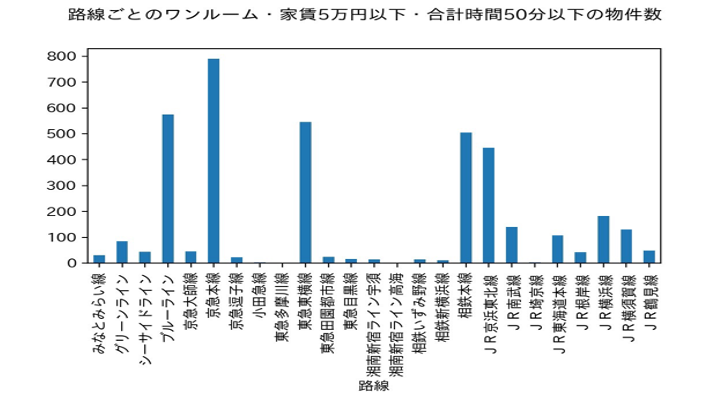 路線ごとのワンルーム・家賃5万円以下・合計時間50分以下の物件数
800
700
600
500
400
300
200
100
0
みなとみらい線
グリーンライン
シーサイドライン
ブルーライン
京急大師線
京急本線
京急逗子線
小田急線
東急多摩川線
東急東横線
東急田園都市線
東急目黒線
湘南新宿ライン宇須
湘南新宿ライン高海
相鉄いずみ野線
相鉄新横浜線
相鉄本線
ＪＲ京浜東北線
ＪＲ南武線
ＪＲ埼京線
ＪＲ東海道本線
ＪＲ根岸線
ＪＲ横浜線
ＪＲ横須賀線
ＪＲ鶴見線
路線